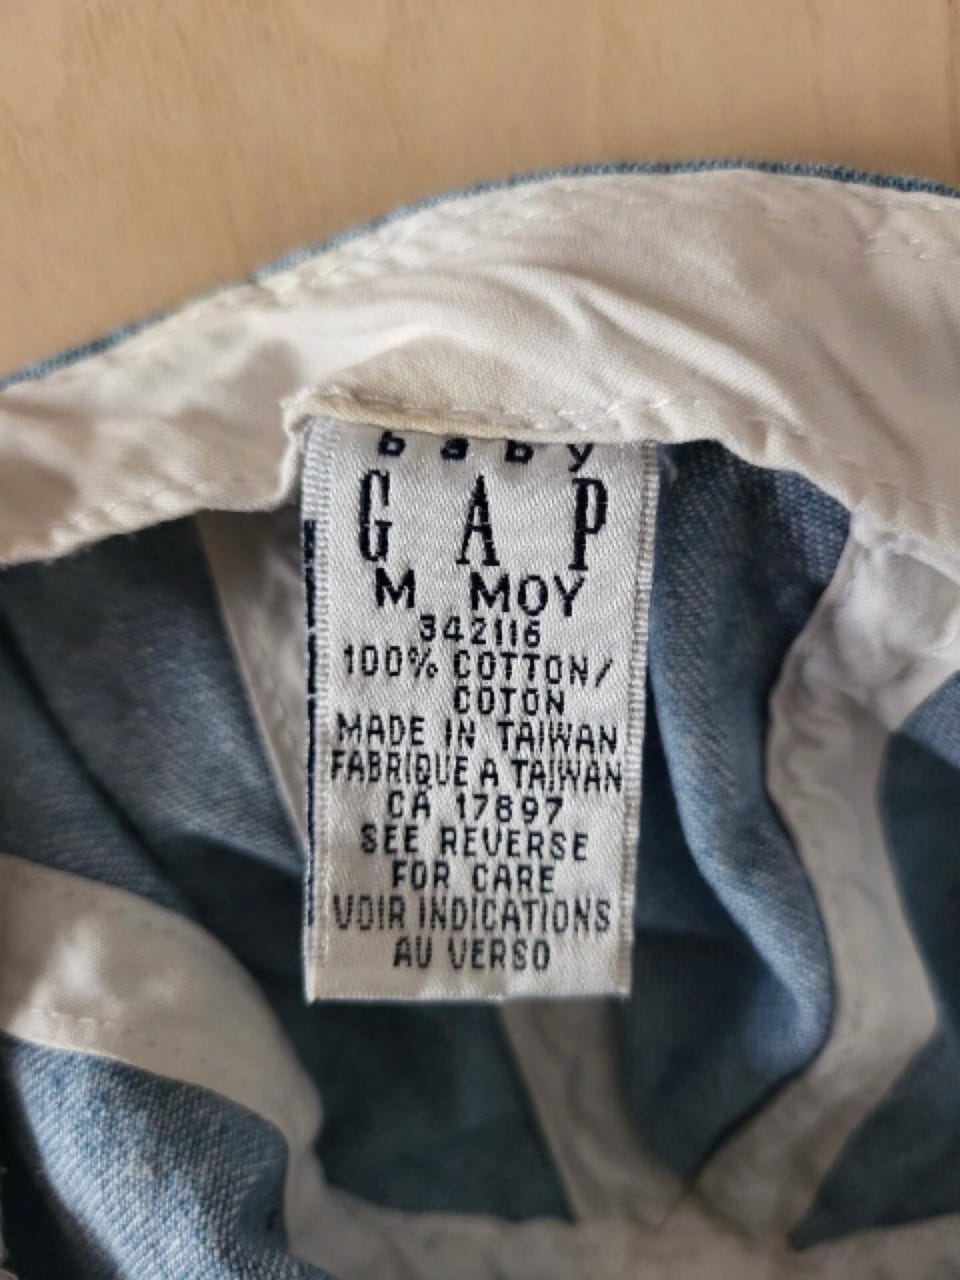 baby
GAP
M MOY
342116
100% COTTON/
COTON
MADE IN TAIWAN
FABRIQUE A TAIWAN
CA 17897
SEE REVERSE
FOR CARE
VOIR INDICATIONS
AU VERSO